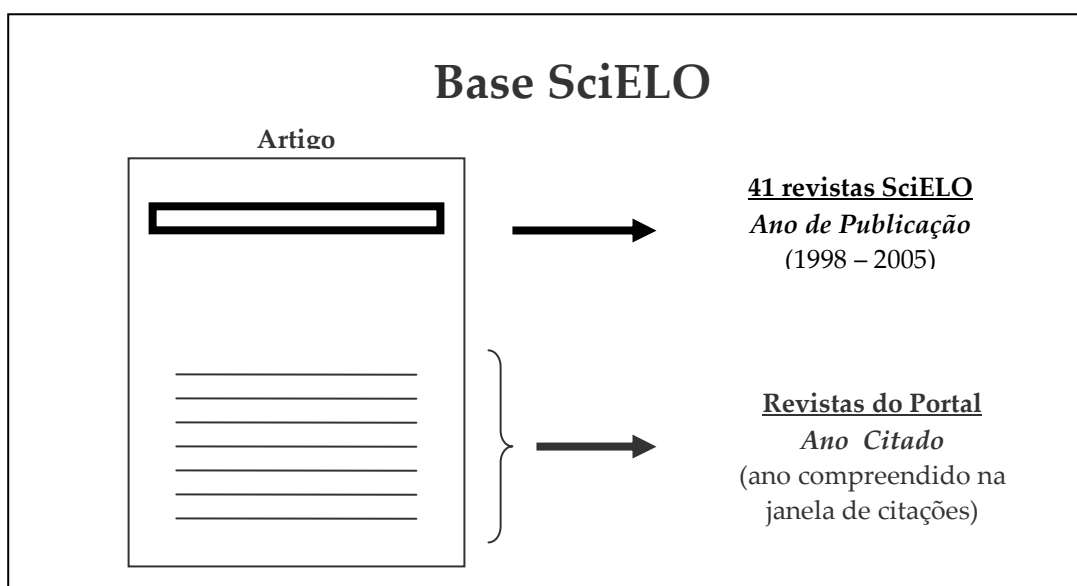 Base SciELO
Artigo
41 revistas SciELO
Ano de Publicação
(1998 – 2005)
Revistas do Portal
Ano Citado
(ano compreendido na
janela de citações)